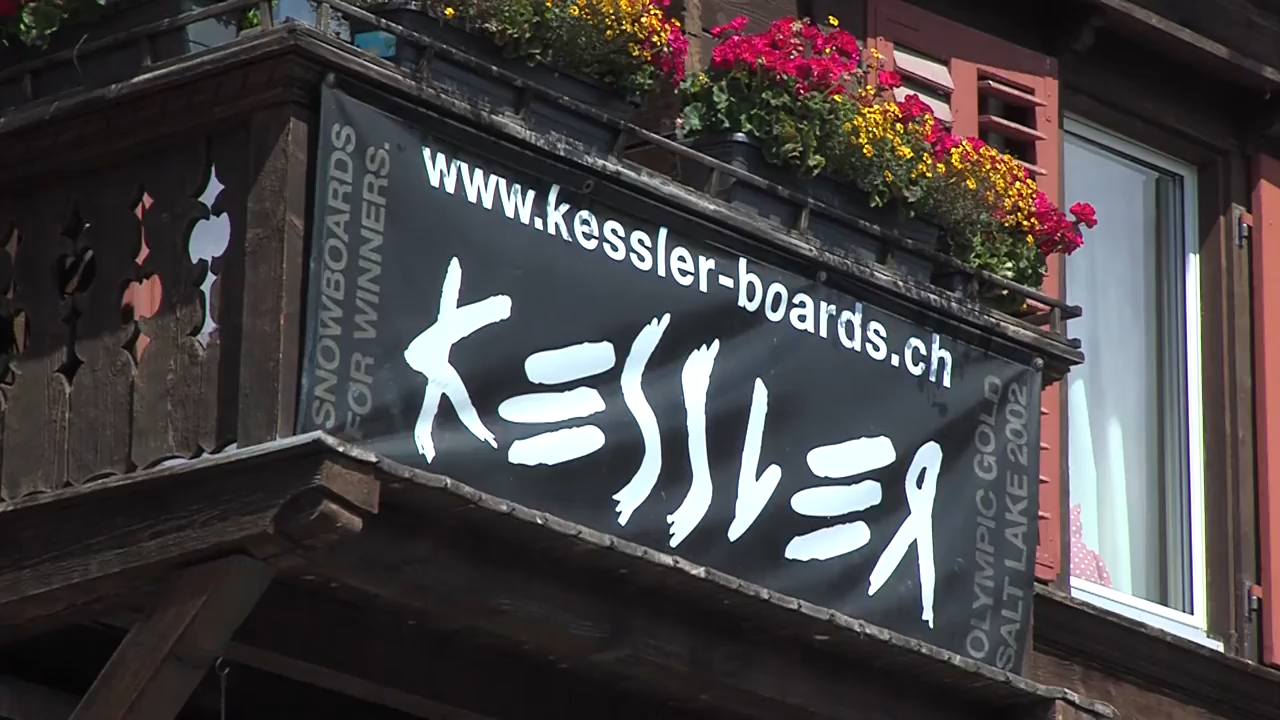 SNOWBOARDS
FOR WINNERS.
www.kessler-boards.ch
KESSLER
OLYMPIC GOLD
SALT LAKE 2002